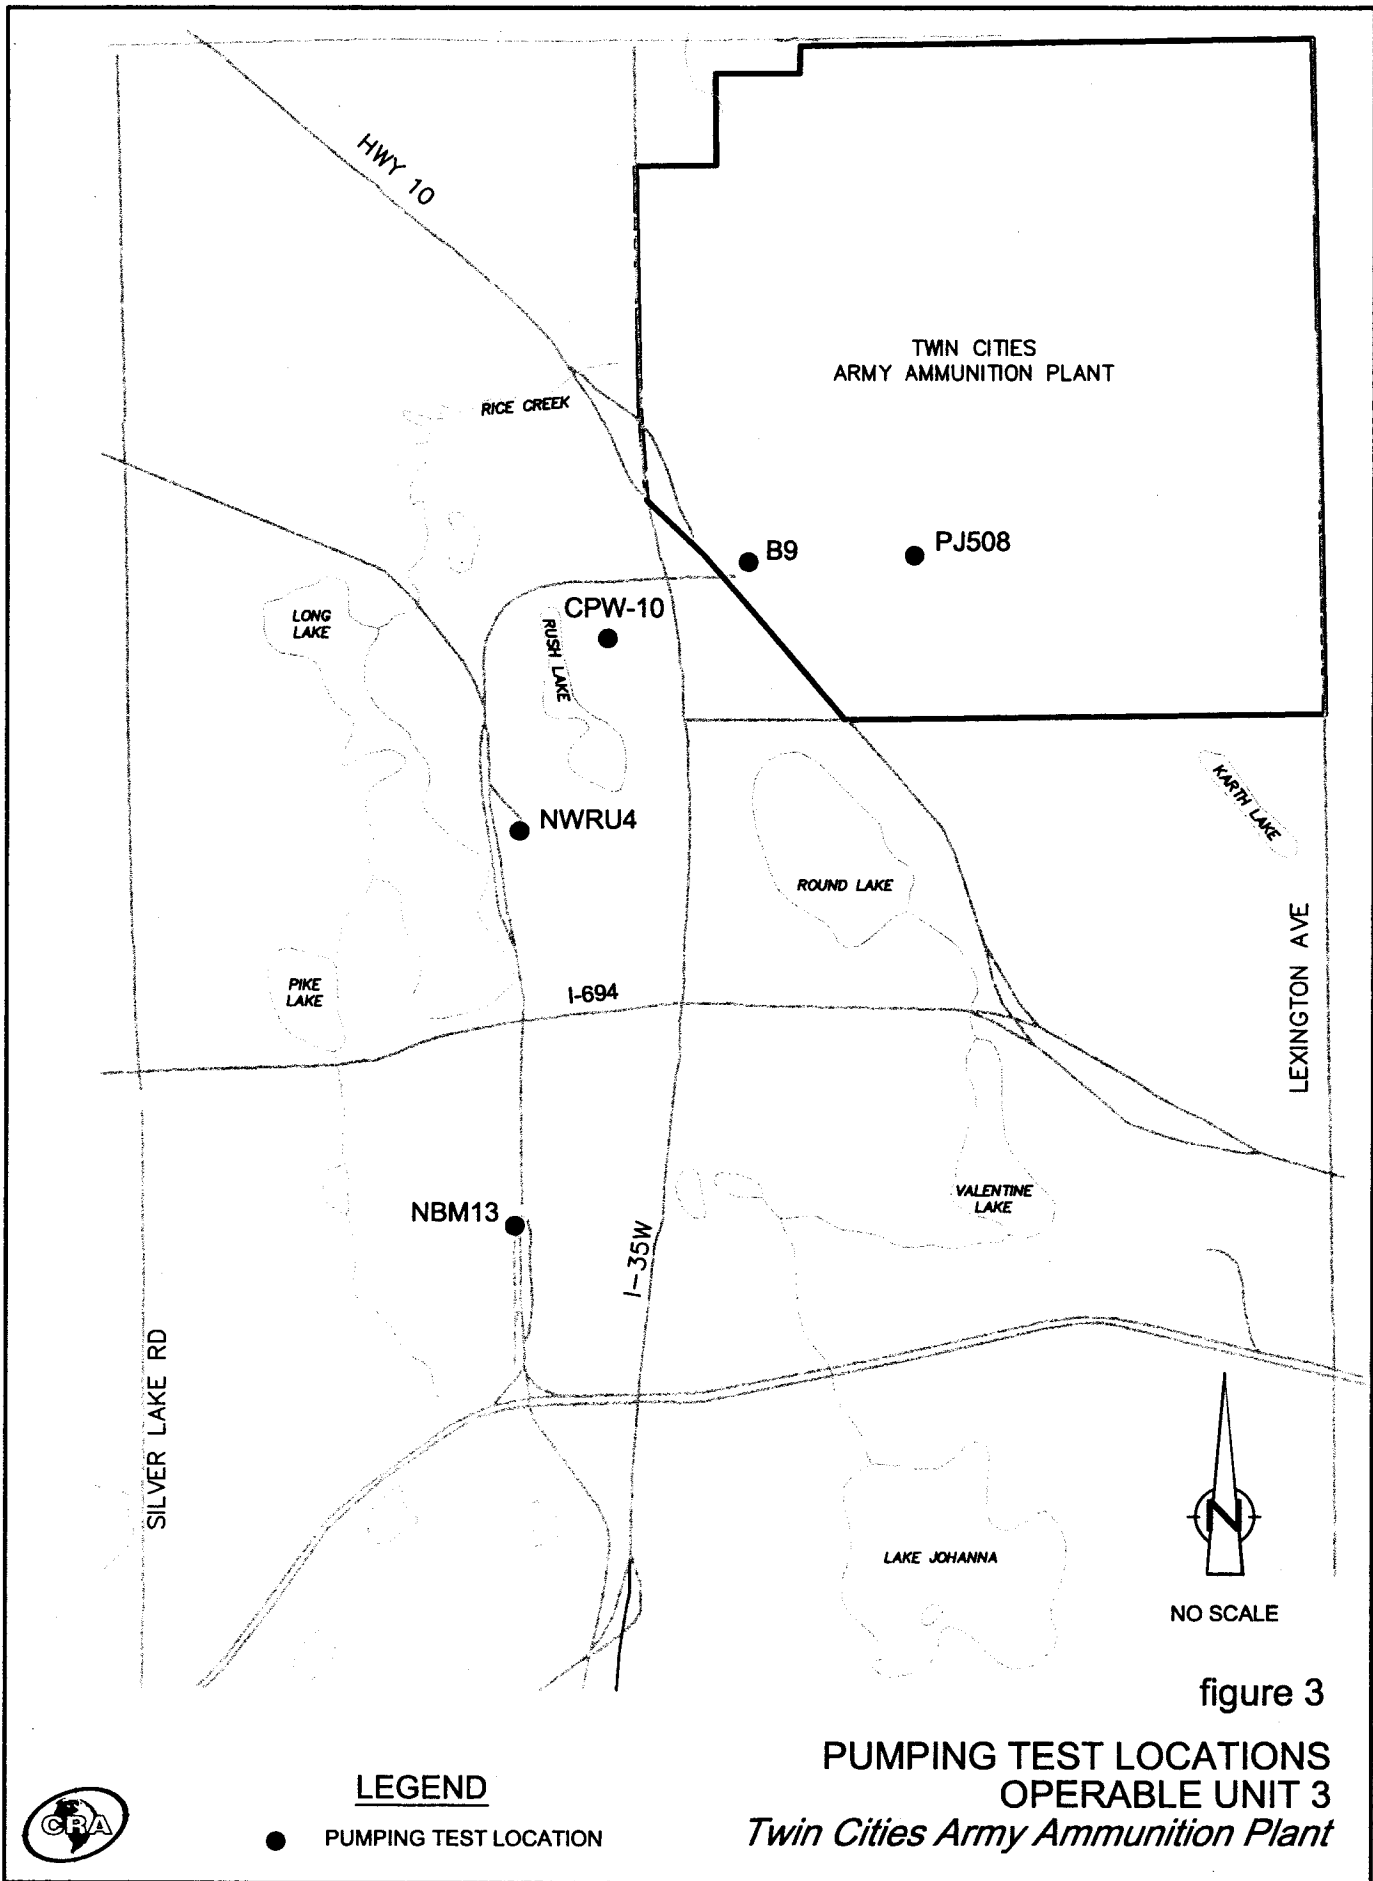 HWY 10
TWIN CITIES
ARMY AMMUNITION PLANT
RICE CREEK
B9
PJ508
CPW-10
LONG
LAKE
RUSH LAKE
KARTH LAKE
NWRU4
ROUND LAKE
PIKE
LAKE
I-694
LEXINGTON AVE
VALENTINE
LAKE
NBM13
I-35W
SILVER LAKE RD
LAKE JOHANNA
N
NO SCALE
figure 3
PUMPING TEST LOCATIONS
OPERABLE UNIT 3
Twin Cities Army Ammunition Plant
LEGEND
PUMPING TEST LOCATION
CRA